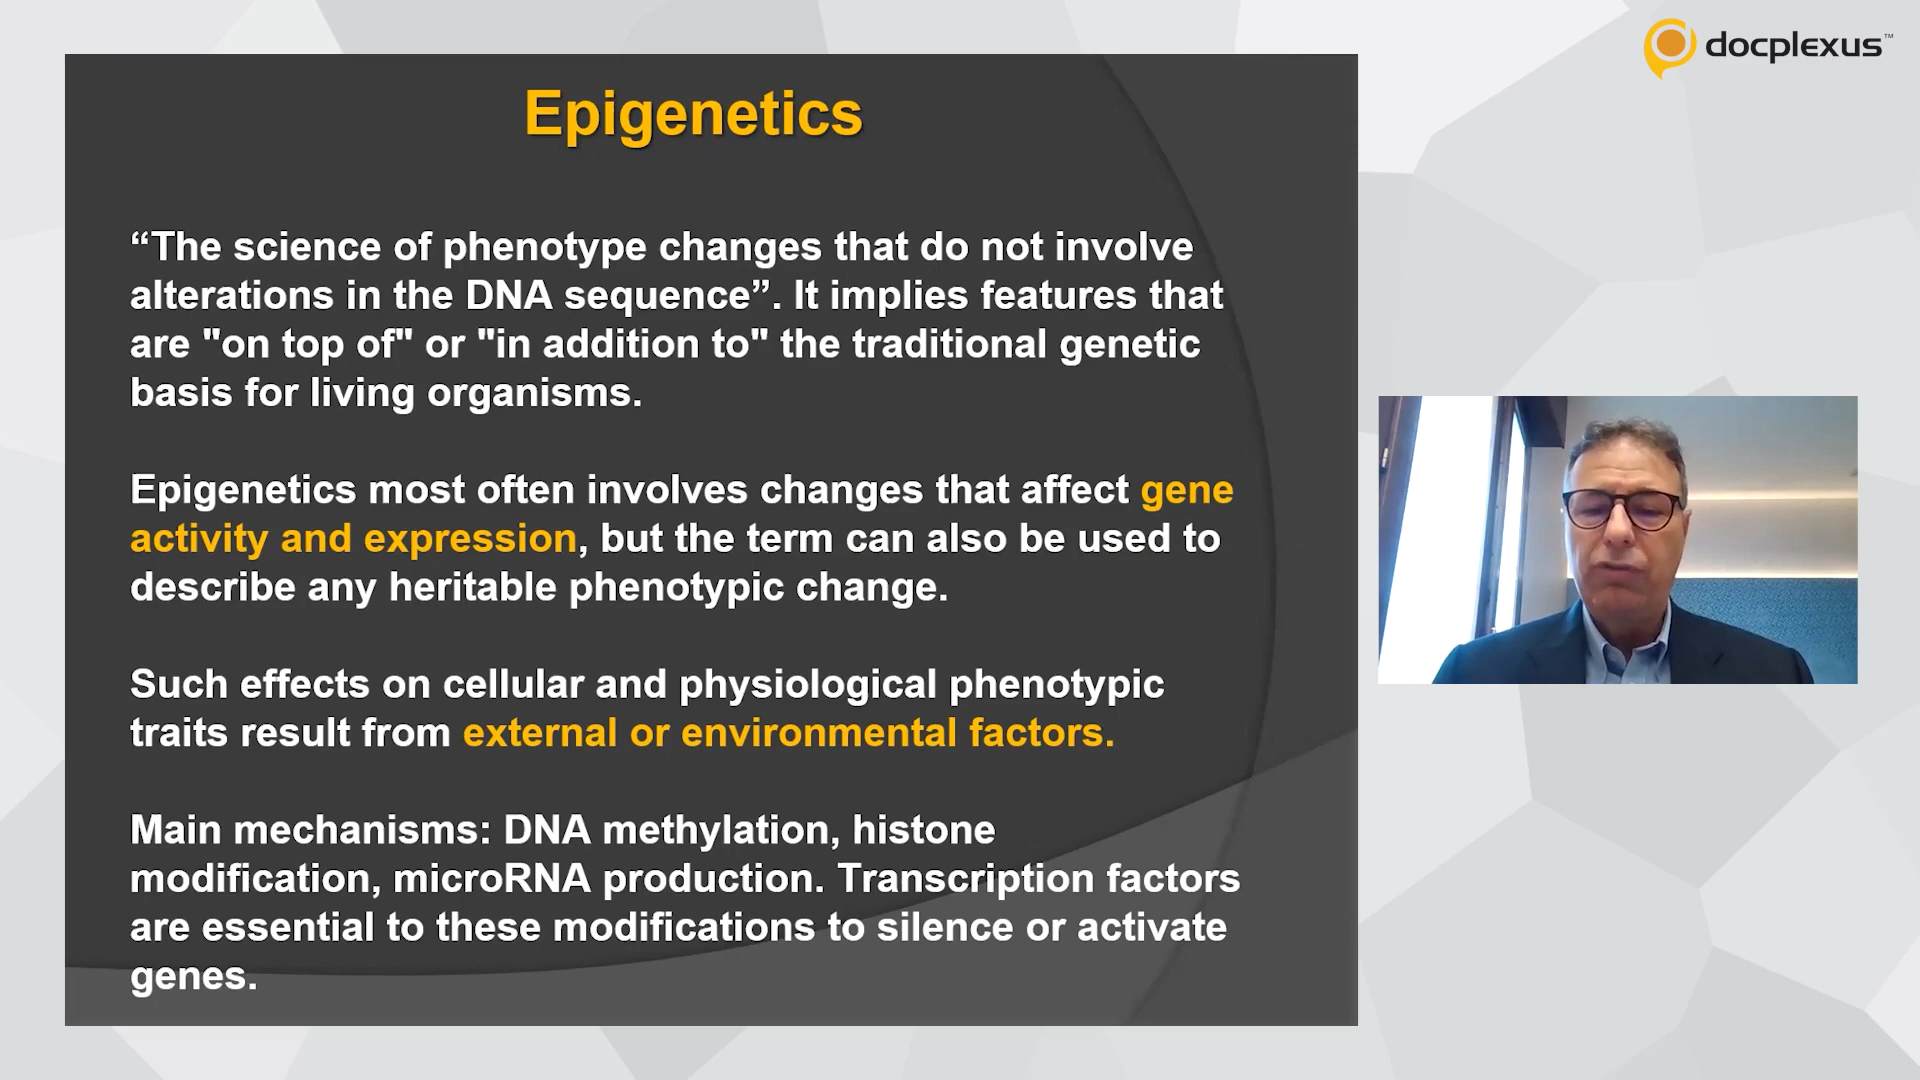 docplexus™
Epigenetics
“The science of phenotype changes that do not involve
alterations in the DNA sequence”. It implies features that
are "on top of" or "in addition to" the traditional genetic
basis for living organisms.
Epigenetics most often involves changes that affect gene
activity and expression, but the term can also be used to
describe any heritable phenotypic change.
Such effects on cellular and physiological phenotypic
traits result from external or environmental factors.
Main mechanisms: DNA methylation, histone
modification, microRNA production. Transcription factors
are essential to these modifications to silence or activate
genes.